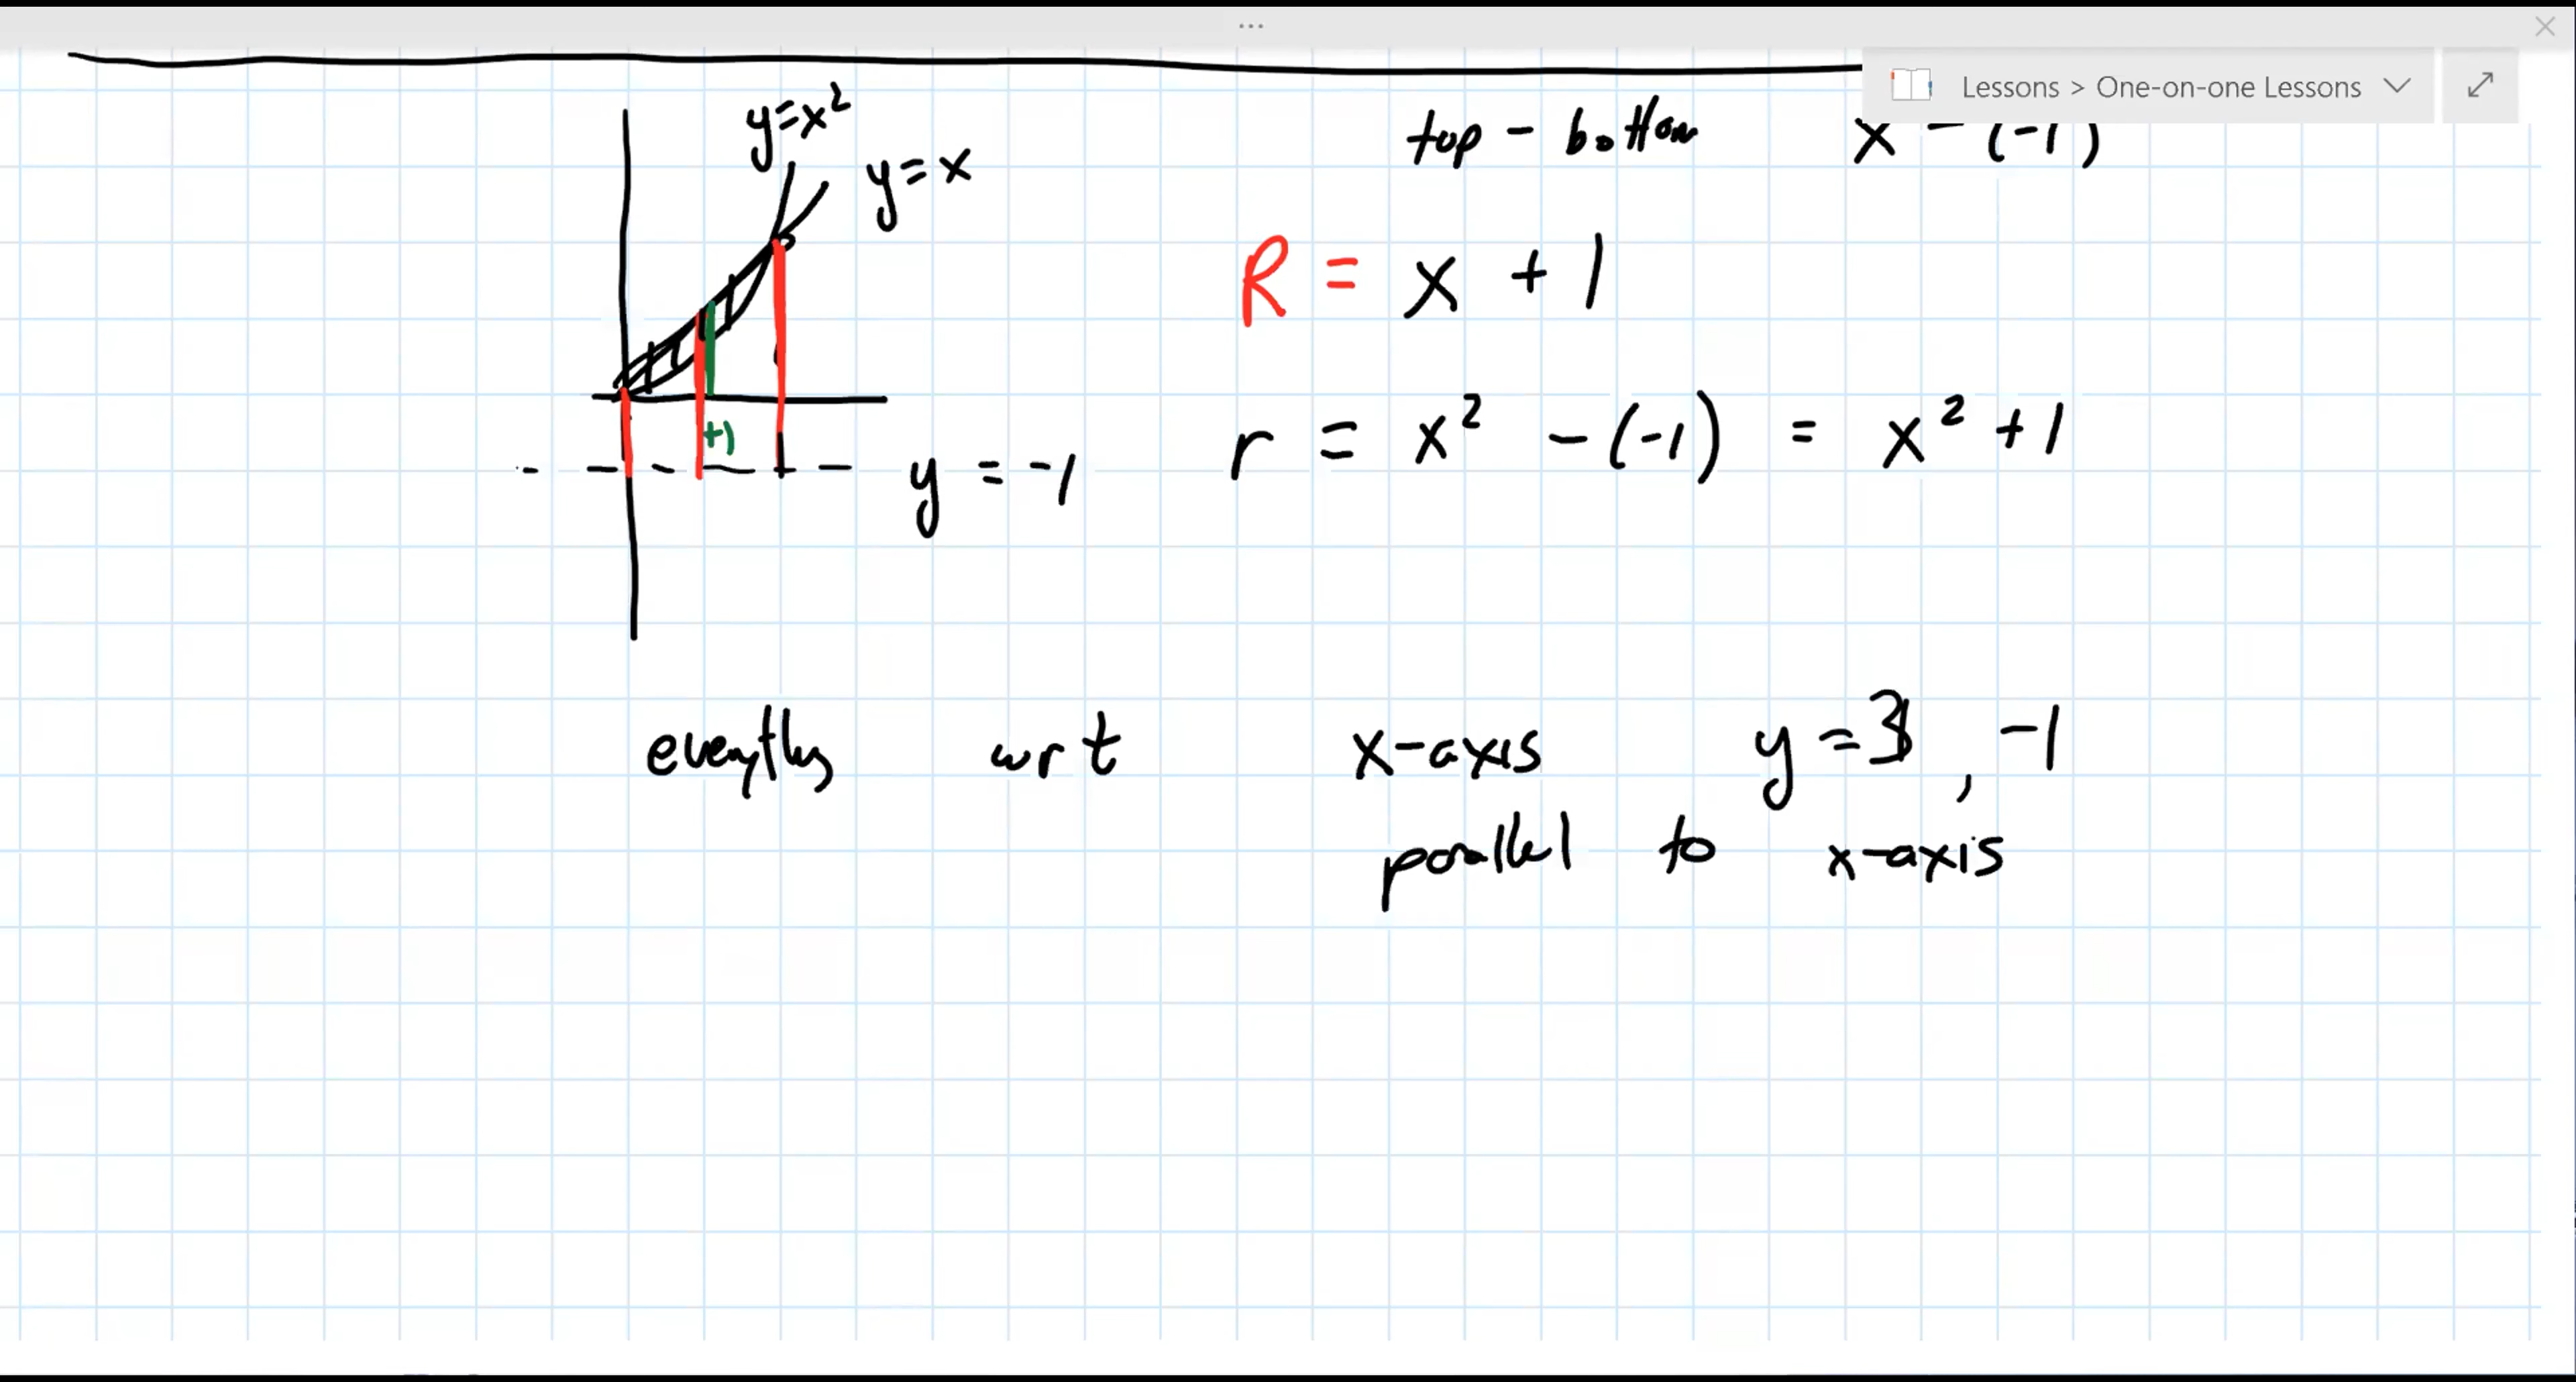 ...
Lessons > One-on-one Lessons
y=x²
y=x
top - bottom x - (-1)
R = x + 1
+1
y = -1
r = x² - (-1) = x² + 1
wrt x-axis y = 3, -1
parallel to x-axis